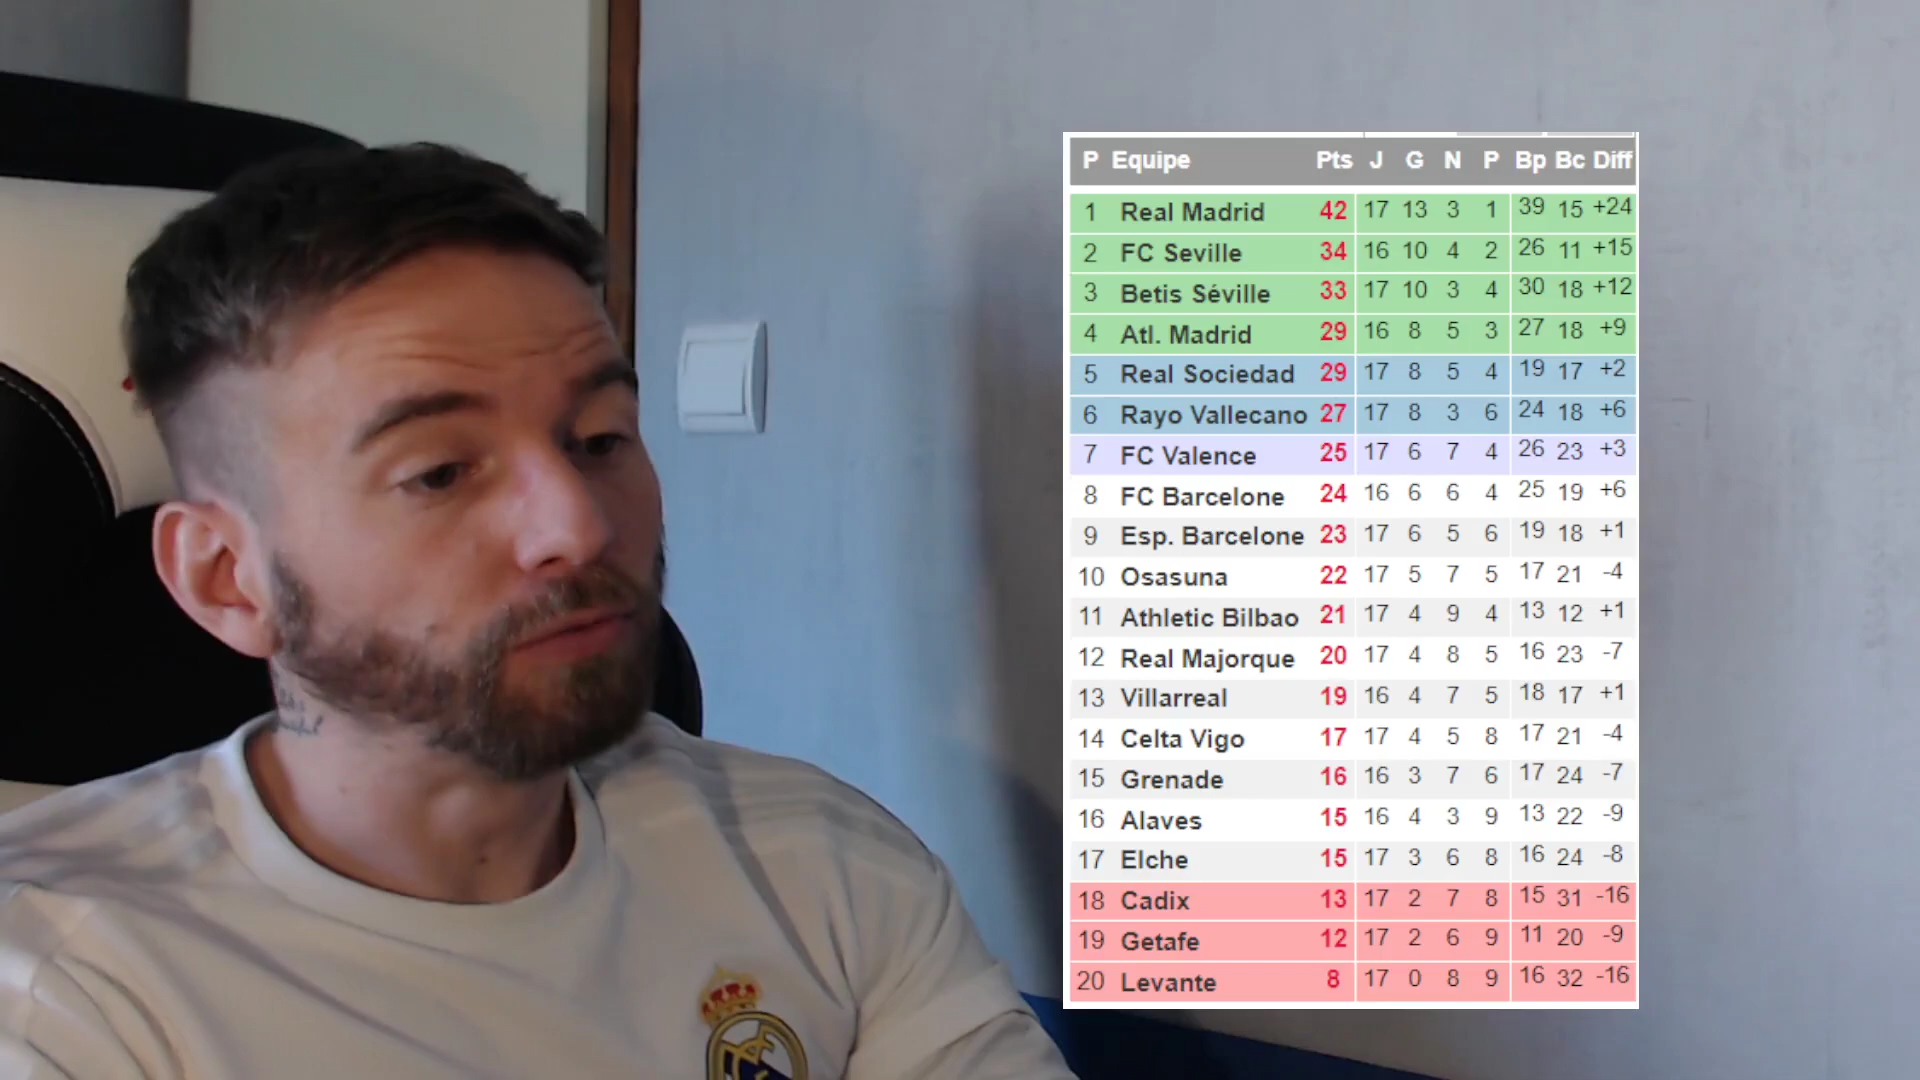 P Equipe Pts J G N P Bp Bc Diff
1 Real Madrid 42 17 13 3 1 39 15 +24
2 FC Seville 34 16 10 4 2 26 11 +15
3 Betis Séville 33 17 10 3 4 30 18 +12
4 Atl. Madrid 29 16 8 5 3 27 18 +9
5 Real Sociedad 29 17 8 5 4 19 17 +2
6 Rayo Vallecano 27 17 8 3 6 24 18 +6
7 FC Valence 25 17 6 7 4 26 23 +3
8 FC Barcelone 24 16 6 6 4 25 19 +6
9 Esp. Barcelone 23 17 6 5 6 19 18 +1
10 Osasuna 22 17 5 7 5 17 21 -4
11 Athletic Bilbao 21 17 4 9 4 13 12 +1
12 Real Majorque 20 17 4 8 5 16 23 -7
13 Villarreal 19 16 4 7 5 18 17 +1
14 Celta Vigo 17 17 4 5 8 17 21 -4
15 Grenade 16 16 3 7 6 17 24 -7
16 Alaves 15 16 4 3 9 13 22 -9
17 Elche 15 17 3 6 8 16 24 -8
18 Cadix 13 17 2 7 8 15 31 -16
19 Getafe 12 17 2 6 9 11 20 -9
20 Levante 8 17 0 8 9 16 32 -16